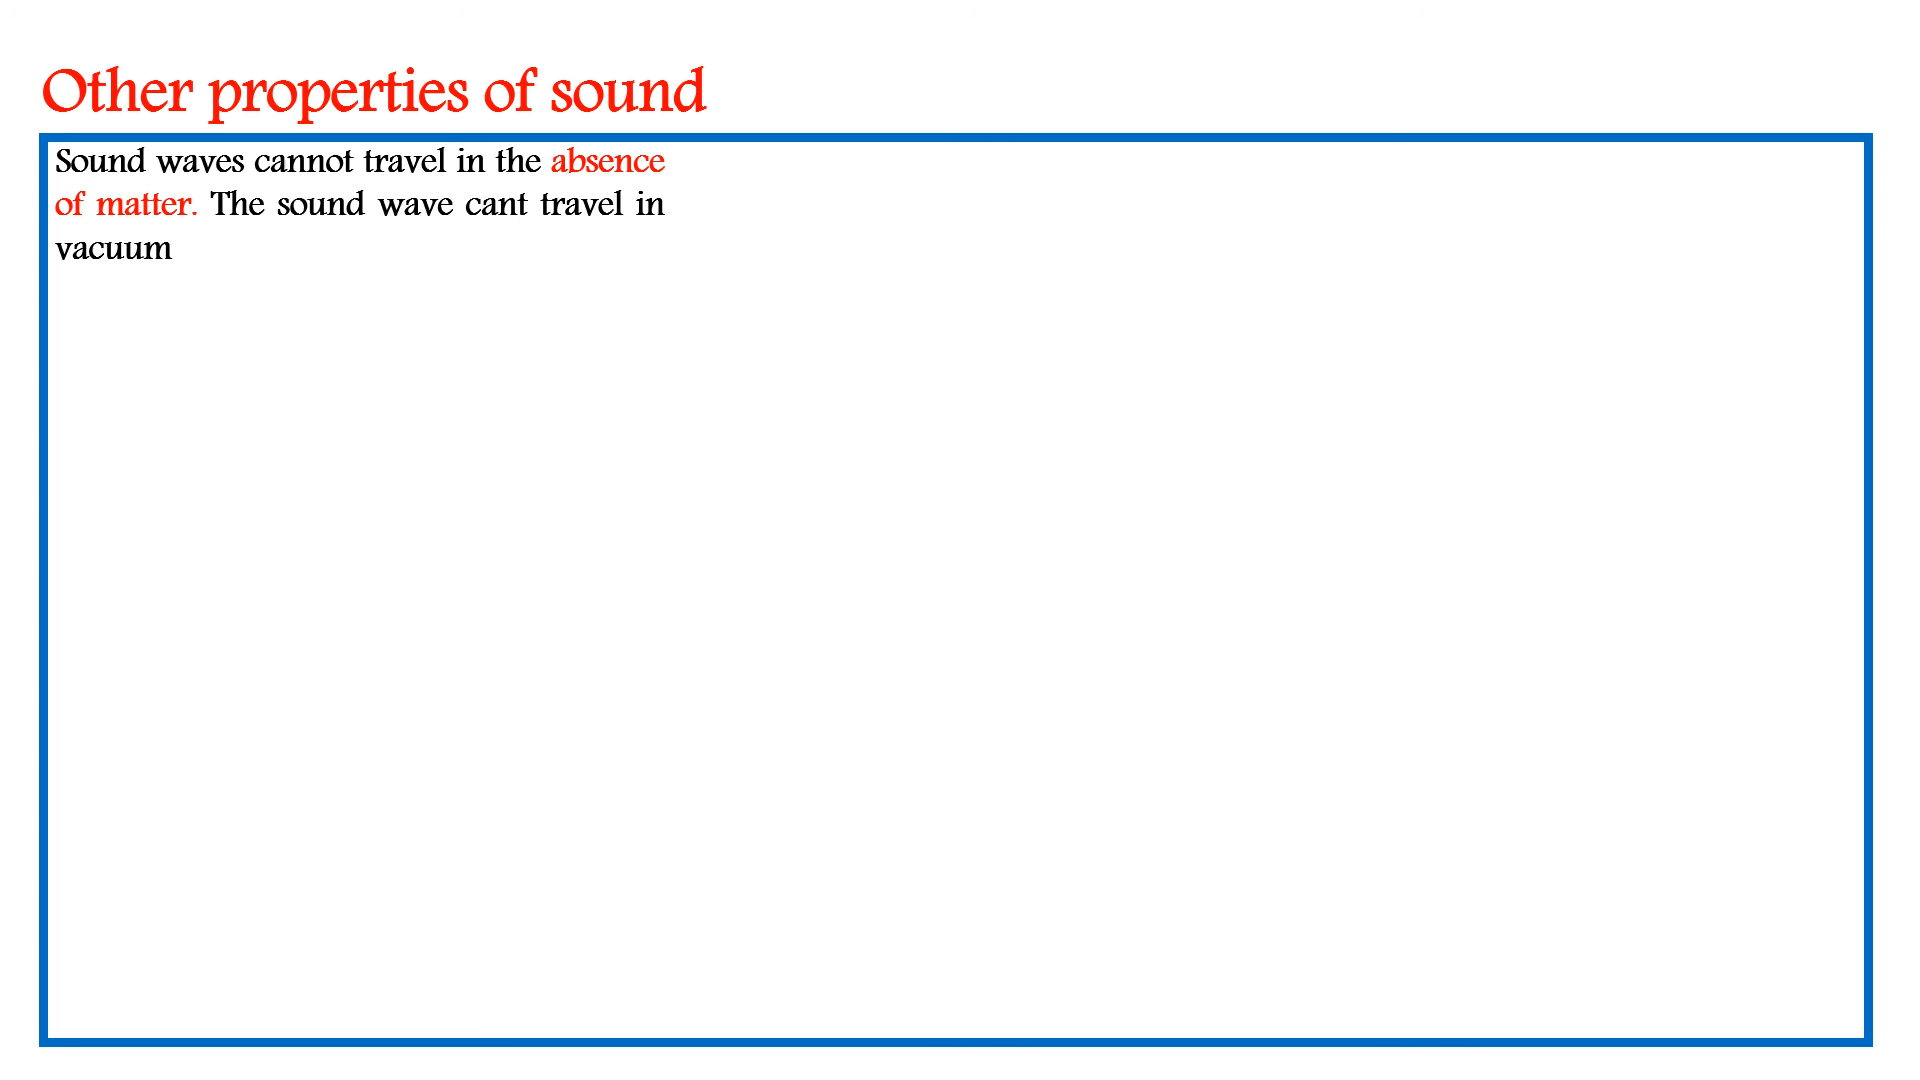 Other properties of sound
Sound waves cannot travel in the absence
of matter. The sound wave cant travel in
vacuum